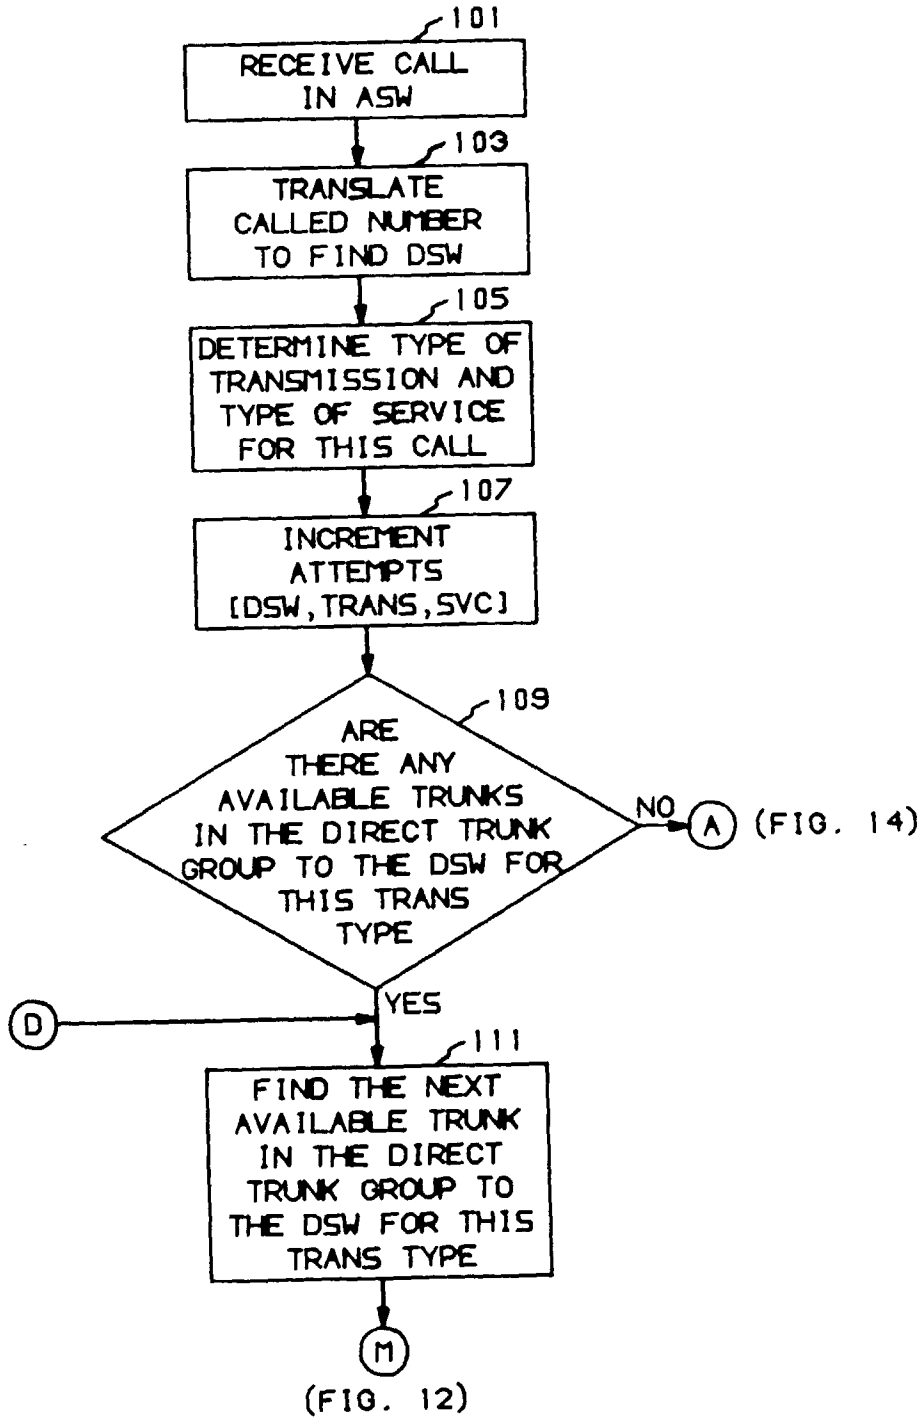 101
RECEIVE CALL
IN ASW
103
TRANSLATE
CALLED NUMBER
TO FIND DSW
105
DETERMINE TYPE OF
TRANSMISSION AND
TYPE OF SERVICE
FOR THIS CALL
107
INCREMENT
ATTEMPTS
[DSW,TRANS,SVC]
109
ARE
THERE ANY
AVAILABLE TRUNKS
IN THE DIRECT TRUNK
GROUP TO THE DSW FOR
THIS TRANS
TYPE
NO
A (FIG. 14)
YES
D
111
FIND THE NEXT
AVAILABLE TRUNK
IN THE DIRECT
TRUNK GROUP TO
THE DSW FOR THIS
TRANS TYPE
M
(FIG. 12)